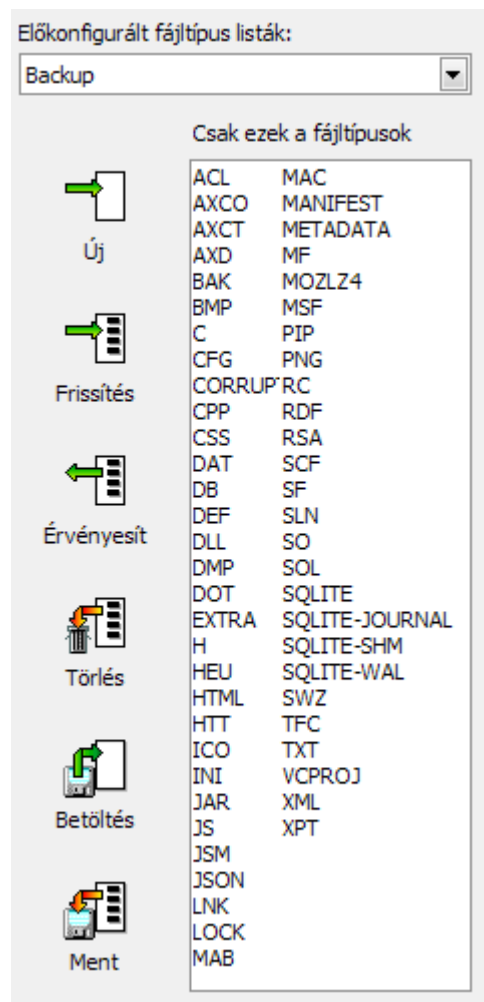 Előkonfigurált fájltípus listák:
Backup
Csak ezek a fájltípusok
Új
Frissítés
Érvényesít
Törlés
Betöltés
Ment
ACL
AXCO
AXCT
AXD
BAK
BMP
C
CFG
CORRUPT
CPP
CSS
DAT
DB
DEF
DLL
DMP
DOT
EXTRA
H
HEU
HTML
HTT
ICO
INI
JAR
JS
JSM
JSON
LNK
LOCK
MAB
MAC
MANIFEST
METADATA
MF
MOZLZ4
MSF
PIP
PNG
RC
RDF
RSA
SCF
SF
SLN
SO
SOL
SQLITE
SQLITE-JOURNAL
SQLITE-SHM
SQLITE-WAL
SWZ
TFC
TXT
VCPROJ
XML
XPT